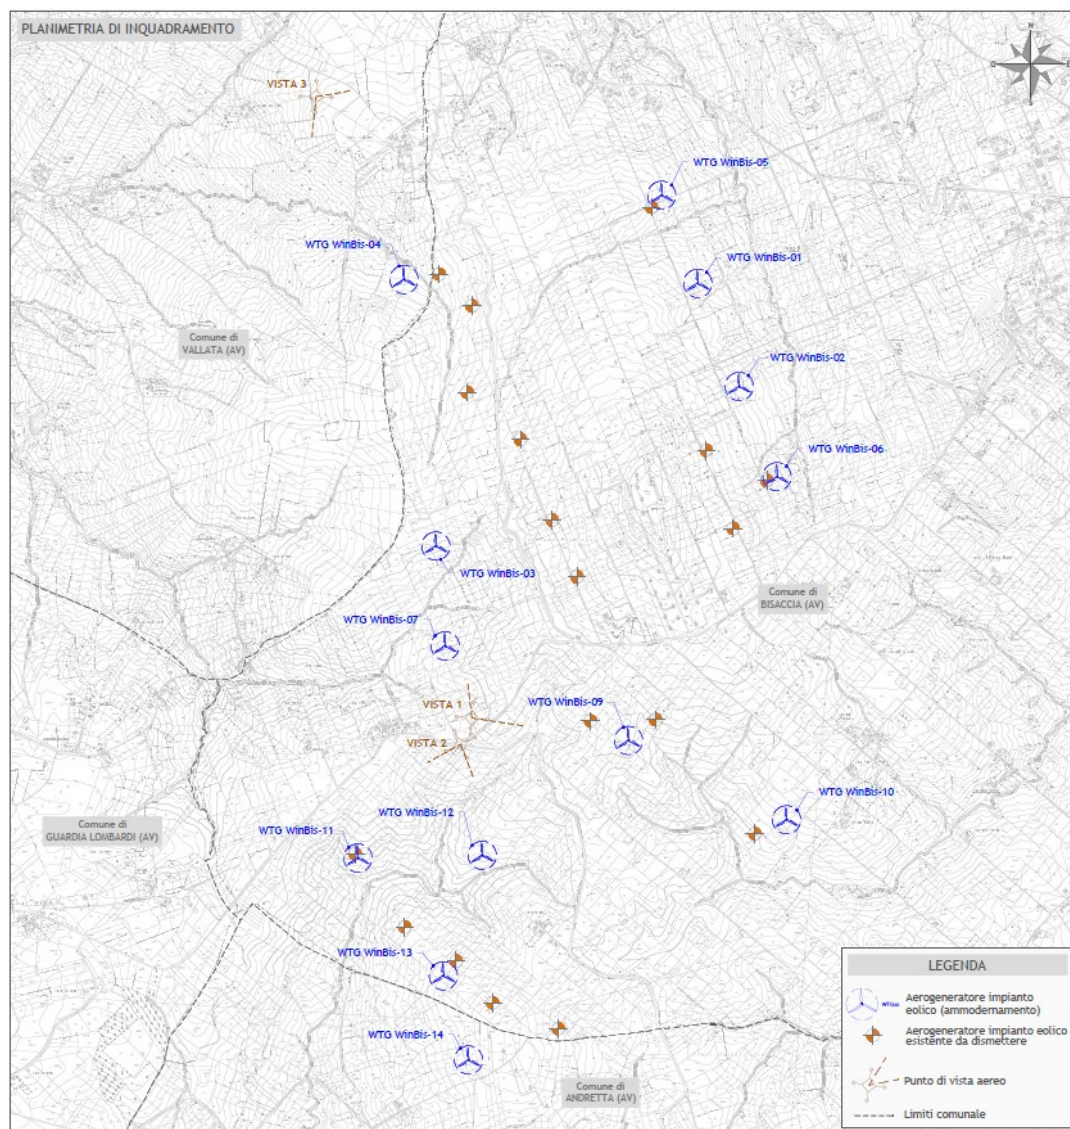 PLANIMETRIA DI INQUADRAMENTO
N
O
E
S
VISTA 3
WTG WinBis-05
WTG WinBis-04
WTG WinBis-01
Comune di
VALLATA (AV)
WTG WinBis-02
WTG WinBis-06
WTG WinBis-03
Comune di
BISACCIA (AV)
WTG WinBis-07
VISTA 1
WTG WinBis-09
VISTA 2
WTG WinBis-10
WTG WinBis-12
Comune di
GUARDIA LOMBARDI (AV)
WTG WinBis-11
WTG WinBis-13
WTG WinBis-14
Comune di
ANDRETTA (AV)
LEGENDA
Aerogeneratore impianto
eolico (ammodernamento)
Aerogeneratore impianto eolico
esistente da dismettere
Punto di vista aereo
Limiti comunale